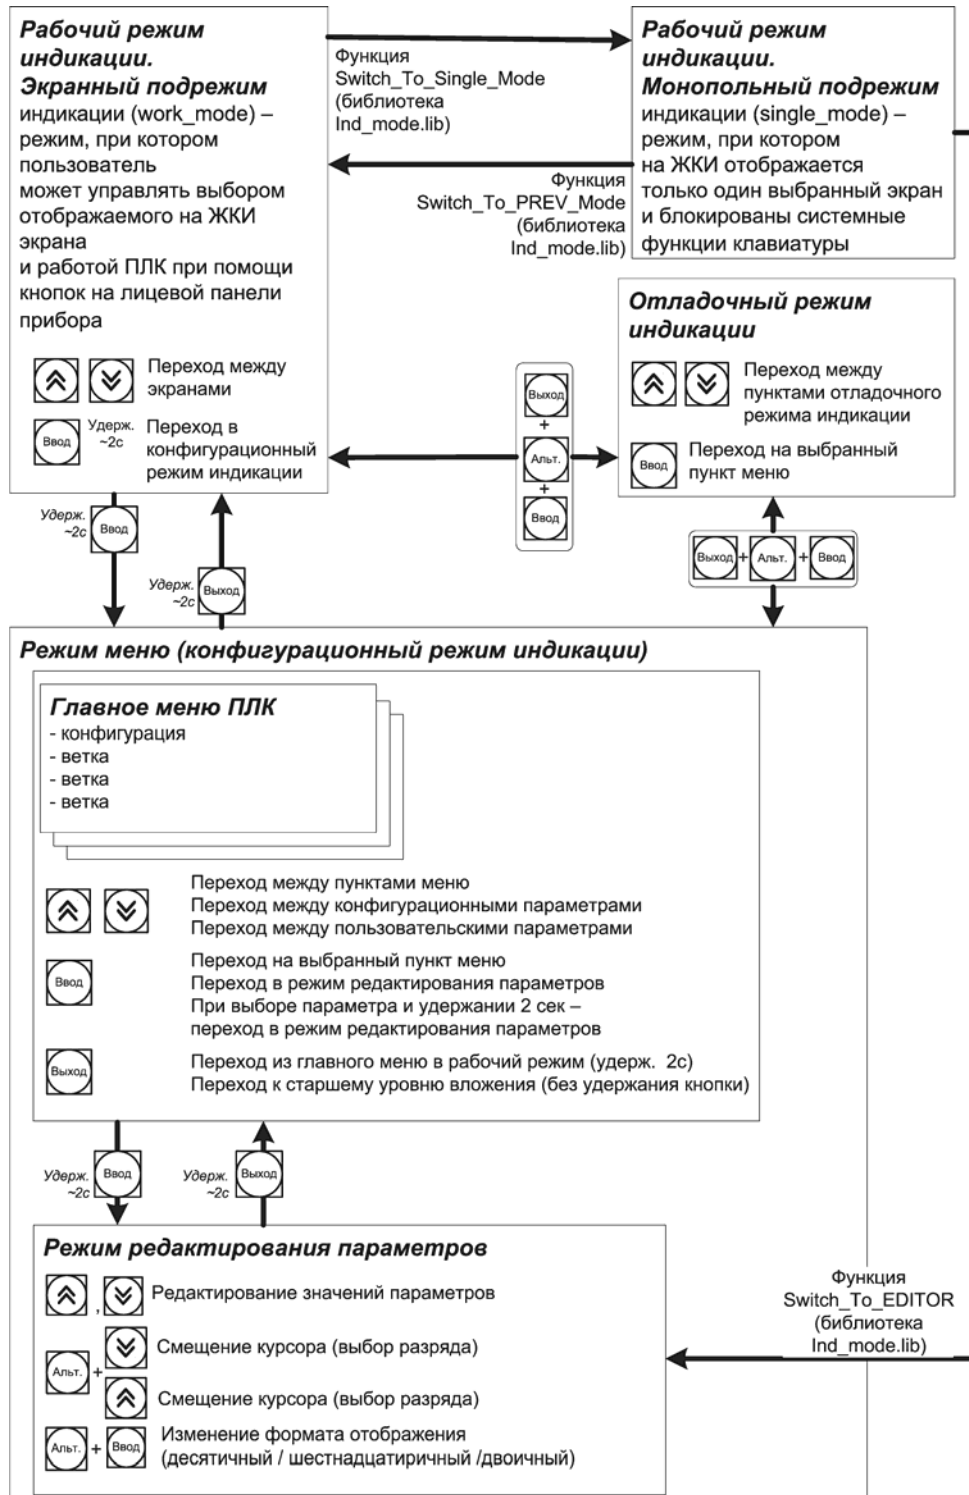 Рабочий режим
индикации.
Экранный подрежим
индикации (work_mode) –
режим, при котором
пользователь
может управлять выбором
отображаемого на ЖКИ
экрана
и работой ПЛК при помощи
кнопок на лицевой панели
прибора
Переход между
экранами
Ввод
Удерж.
~2с
Переход в
конфигурационный
режим индикации
Функция
Switch_To_Single_Mode
(библиотека
Ind_mode.lib)
Функция
Switch_To_PREV_Mode
(библиотека
Ind_mode.lib)
Рабочий режим
индикации.
Монопольный подрежим
индикации (single_mode) –
режим, при котором
на ЖКИ отображается
только один выбранный экран
и блокированы системные
функции клавиатуры
Отладочный режим
индикации
Переход между
пунктами отладочного
режима индикации
Ввод
Переход на выбранный
пункт меню
Выход
+
Альт.
+
Ввод
Удерж.
~2с
Ввод
Удерж.
~2с
Выход
Выход + Альт. + Ввод
Режим меню (конфигурационный режим индикации)
Главное меню ПЛК
- конфигурация
- ветка
- ветка
- ветка
Переход между пунктами меню
Переход между конфигурационными параметрами
Переход между пользовательскими параметрами
Ввод
Переход на выбранный пункт меню
Переход в режим редактирования параметров
При выборе параметра и удержании 2 сек –
переход в режим редактирования параметров
Выход
Переход из главного меню в рабочий режим (удерж. 2с)
Переход к старшему уровню вложения (без удержания кнопки)
Удерж.
~2с
Ввод
Удерж.
~2с
Выход
Режим редактирования параметров
, Редактирование значений параметров
Альт. +
Смещение курсора (выбор разряда)
Смещение курсора (выбор разряда)
Альт. + Ввод
Изменение формата отображения
(десятичный / шестнадцатиричный /двоичный)
Функция
Switch_To_EDITOR
(библиотека
Ind_mode.lib)